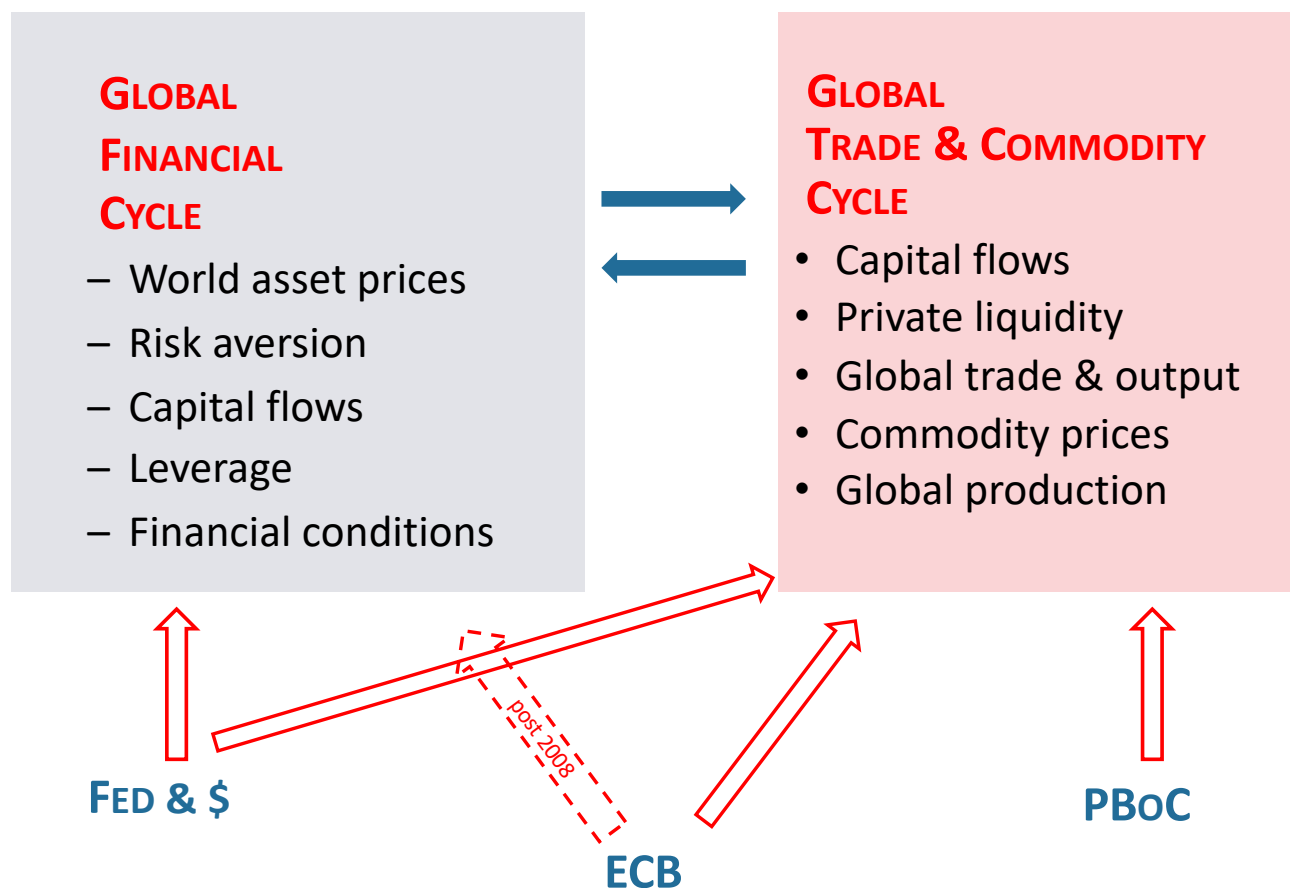 GLOBAL
FINANCIAL
CYCLE
– World asset prices
– Risk aversion
– Capital flows
– Leverage
– Financial conditions
GLOBAL
TRADE & COMMODITY
CYCLE
• Capital flows
• Private liquidity
• Global trade & output
• Commodity prices
• Global production
post 2008
FED & $
ECB
PBOC